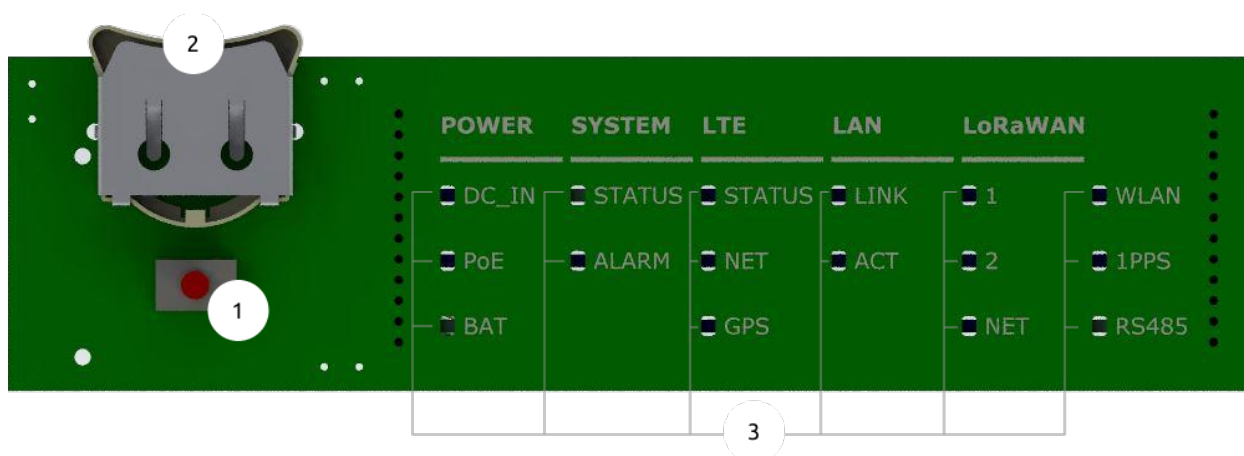 2
POWER SYSTEM LTE LAN LoRaWAN
DC_IN STATUS STATUS LINK 1 WLAN
PoE ALARM NET ACT 2 1PPS
1
BAT GPS NET RS485
3